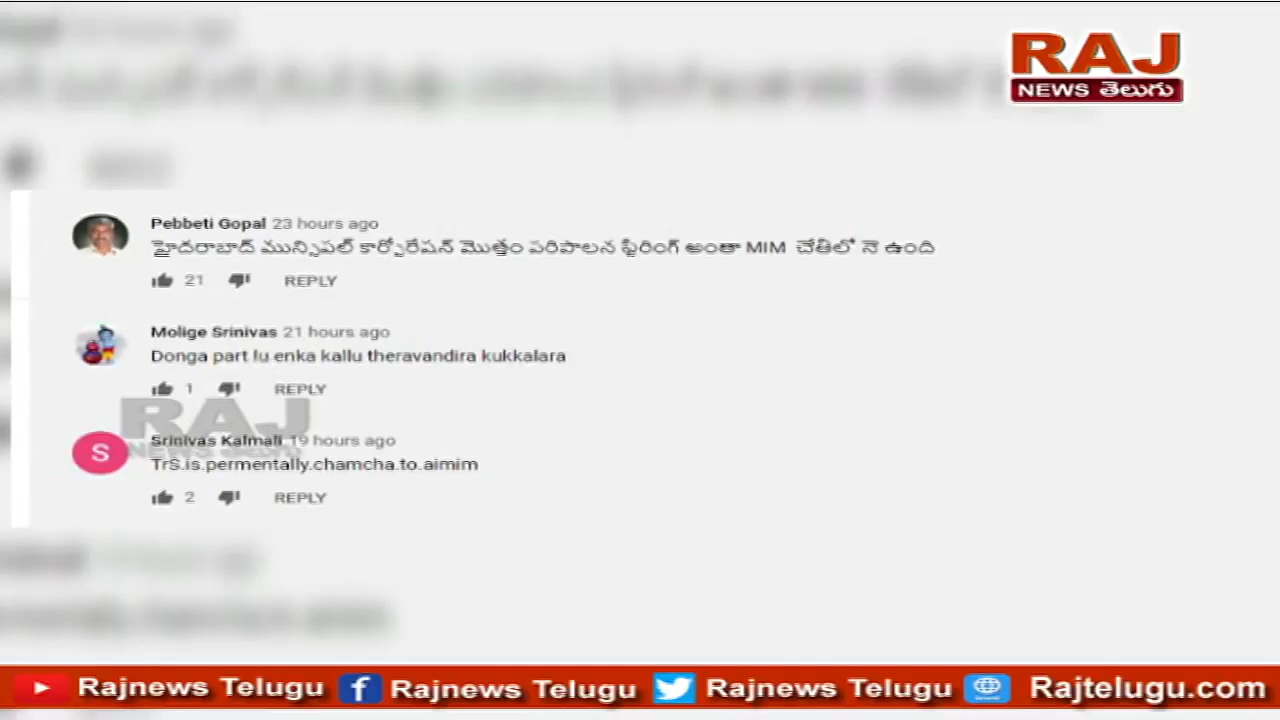 RAJ
NEWS తెలుగు
Pebbeti Gopal 23 hours ago
హైదరాబాద్ మున్సిపల్ కార్పోరేషన్ మొత్తం పరిపాలన స్టీరింగ్ అంతా MIM చేతిలో నె ఉంది
21 REPLY
Molige Srinivas 21 hours ago
Donga part lu enka kallu theravandira kukkalara
1 REPLY
RAJ
NEWS తెలుగు
Srinivas Kalmali 19 hours ago
TrS.is.permentally.chamcha.to.aimim
2 REPLY
Rajnews Telugu Rajnews Telugu Rajnews Telugu Rajtelugu.com